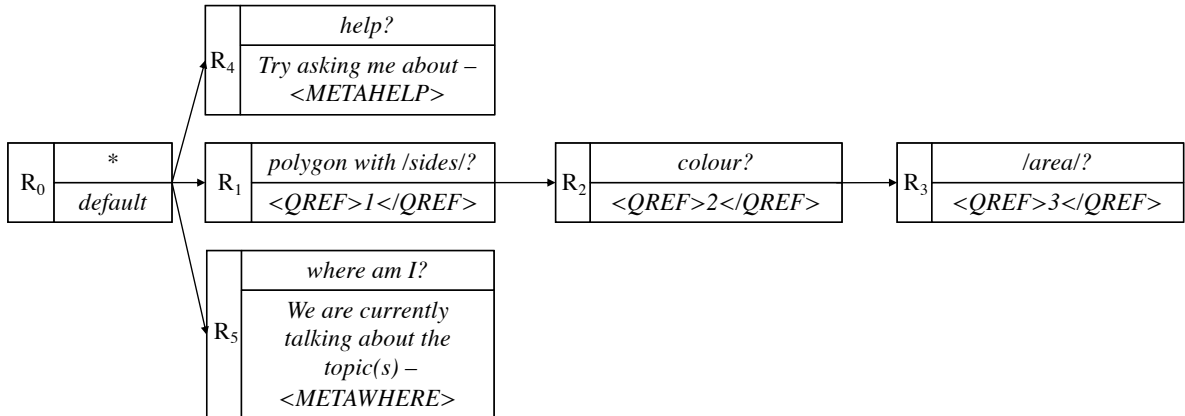 R₄
help?
Try asking me about –
<METAHELP>
R₀
*
default
R₁
polygon with /sides/?
<QREF>1</QREF>
R₂
colour?
<QREF>2</QREF>
R₃
/area/?
<QREF>3</QREF>
R₅
where am I?
We are currently
talking about the
topic(s) –
<METAWHERE>